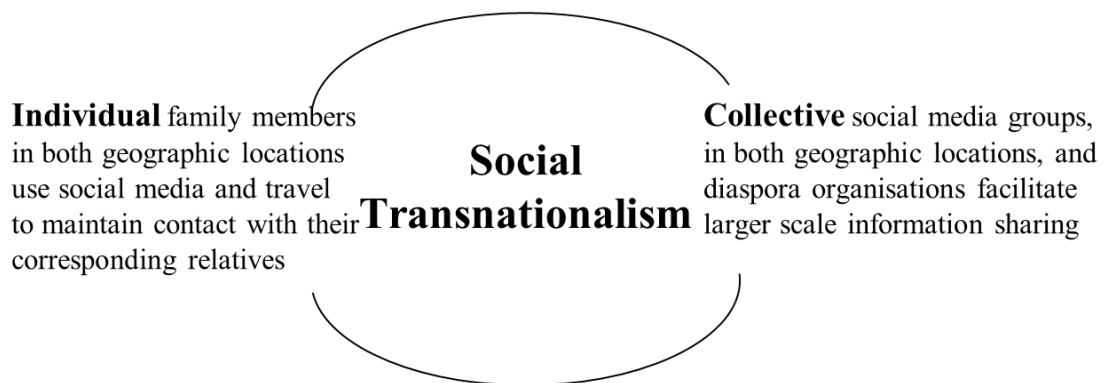 Individual family members
in both geographic locations
use social media and travel
to maintain contact with their
corresponding relatives
Social
Transnationalism
Collective social media groups,
in both geographic locations, and
diaspora organisations facilitate
larger scale information sharing